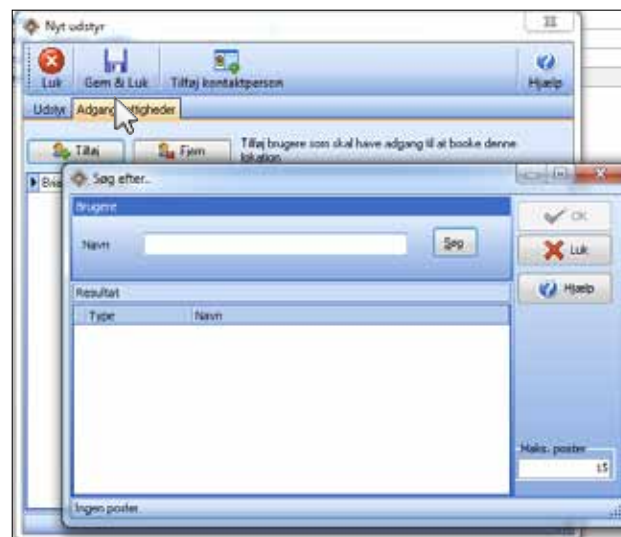 Nyt udstyr
Luk Gem & Luk Tilføj kontaktperson Hjælp
Udstyr Adgangsrettigheder
Tilføj Fjern Tilføj brugere som skal have adgang til at booke denne
lokation
Søg efter..
Brugere
OK
Navn Søg
Luk
Hjælp
Resultat
Type Navn
Maks. poster
15
Ingen poster